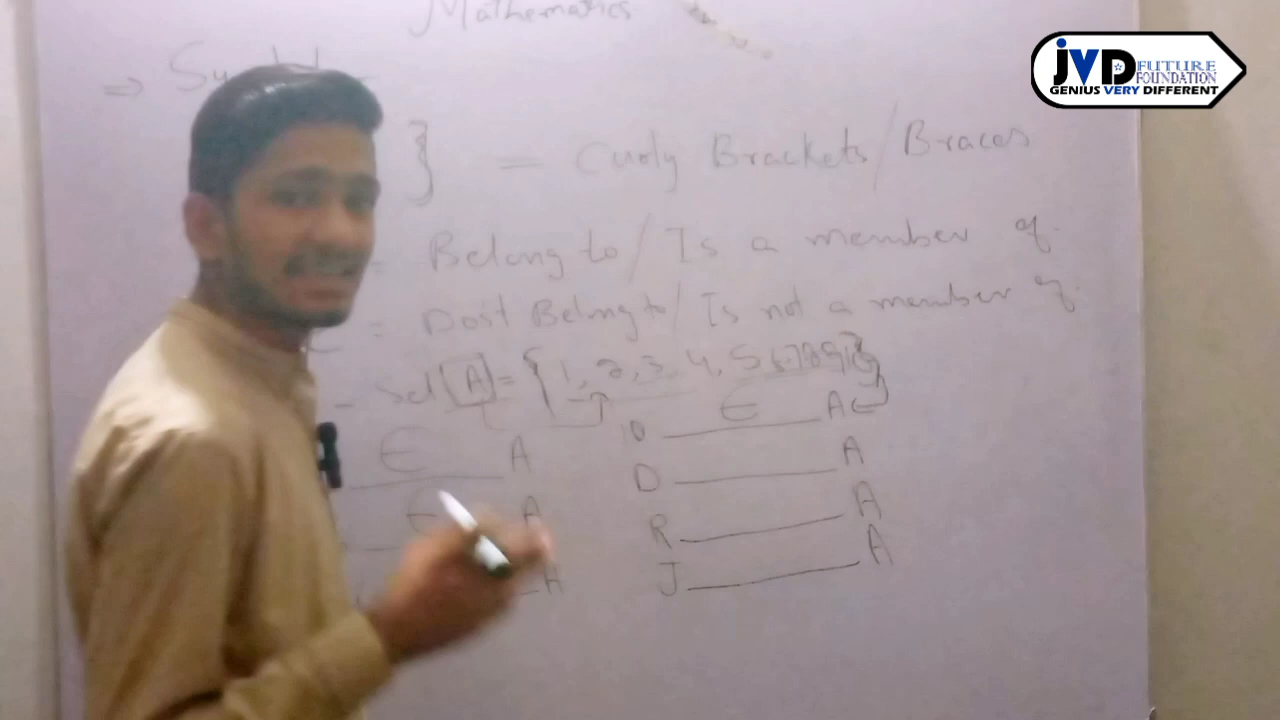 Mathematics
JVD FUTURE FOUNDATION
GENIUS VERY DIFFERENT
⇒
} = Curly Brackets/Braces
= Belong to/Is a member of.
= Dost Belong to/Is not a member of.
Set A = {1, 2, 3, 4, 5, 6, 7, 8, 9, 10}
∈ A
10 ∈ A
∈ A
D A
A
R A
J A